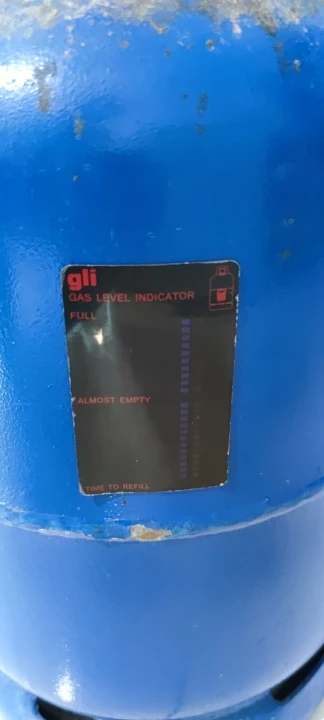 gli
GAS LEVEL INDICATOR
FULL
ALMOST EMPTY
TIME TO REFILL